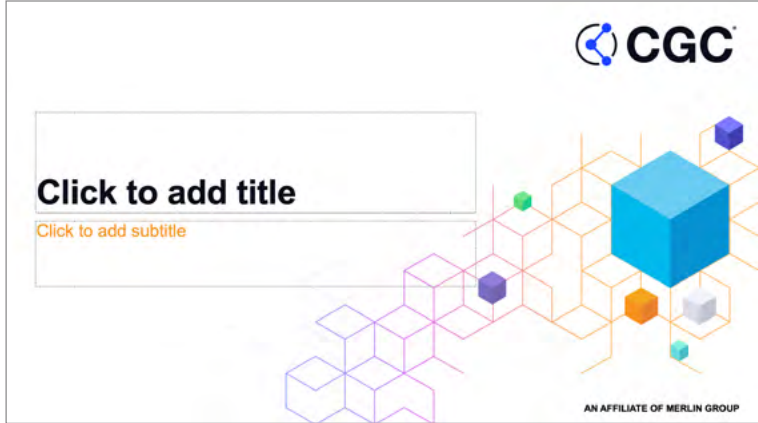 CGC
Click to add title
Click to add subtitle
AN AFFILIATE OF MERLIN GROUP